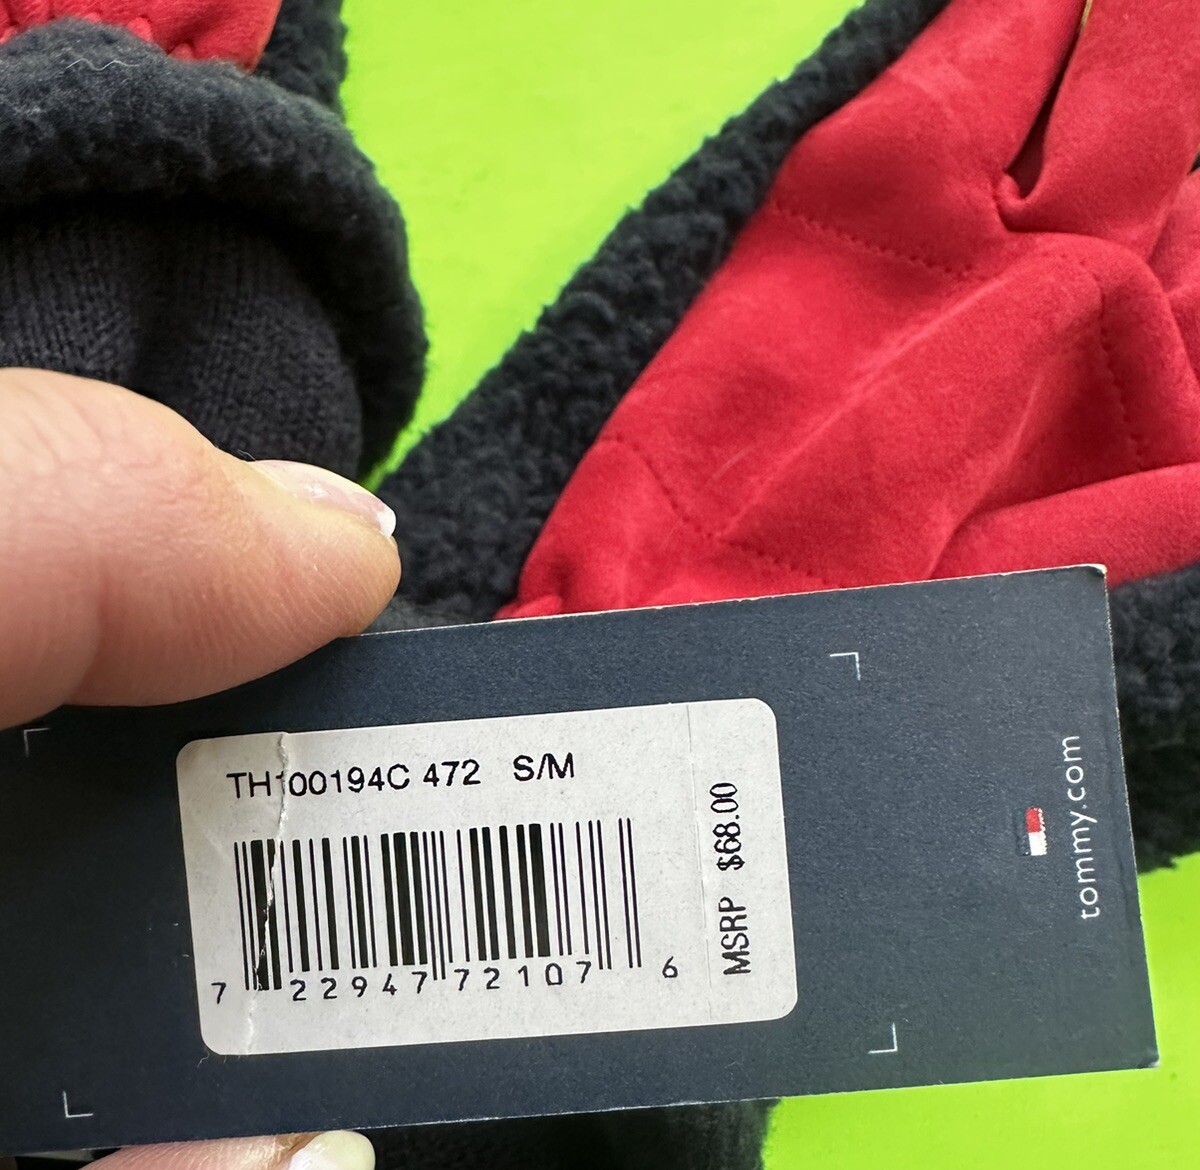 TH100194C 472 S/M
7 22947 72107 6
MSRP $68.00
tommy.com